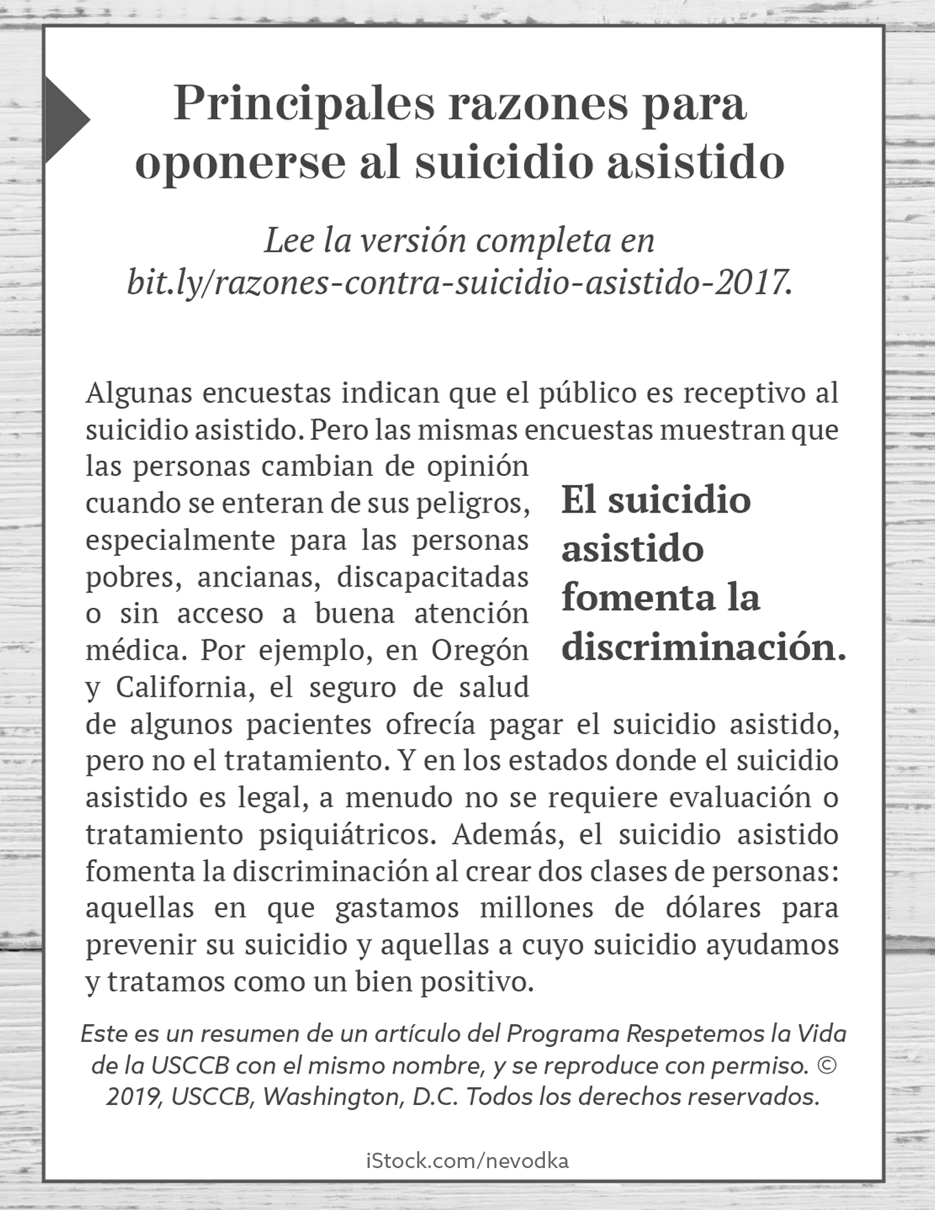 Principales razones para
oponerse al suicidio asistido
Lee la versión completa en
bit.ly/razones-contra-suicidio-asistido-2017.
Algunas encuestas indican que el público es receptivo al
suicidio asistido. Pero las mismas encuestas muestran que
las personas cambian de opinión
cuando se enteran de sus peligros,
especialmente para las personas
pobres, ancianas, discapacitadas
o sin acceso a buena atención
médica. Por ejemplo, en Oregón
y California, el seguro de salud
de algunos pacientes ofrecía pagar el suicidio asistido,
pero no el tratamiento. Y en los estados donde el suicidio
asistido es legal, a menudo no se requiere evaluación o
tratamiento psiquiátricos. Además, el suicidio asistido
fomenta la discriminación al crear dos clases de personas:
aquellas en que gastamos millones de dólares para
prevenir su suicidio y aquellas a cuyo suicidio ayudamos
y tratamos como un bien positivo.
El suicidio
asistido
fomenta la
discriminación.
Este es un resumen de un artículo del Programa Respetemos la Vida
de la USCCB con el mismo nombre, y se reproduce con permiso. ©
2019, USCCB, Washington, D.C. Todos los derechos reservados.
iStock.com/nevodka